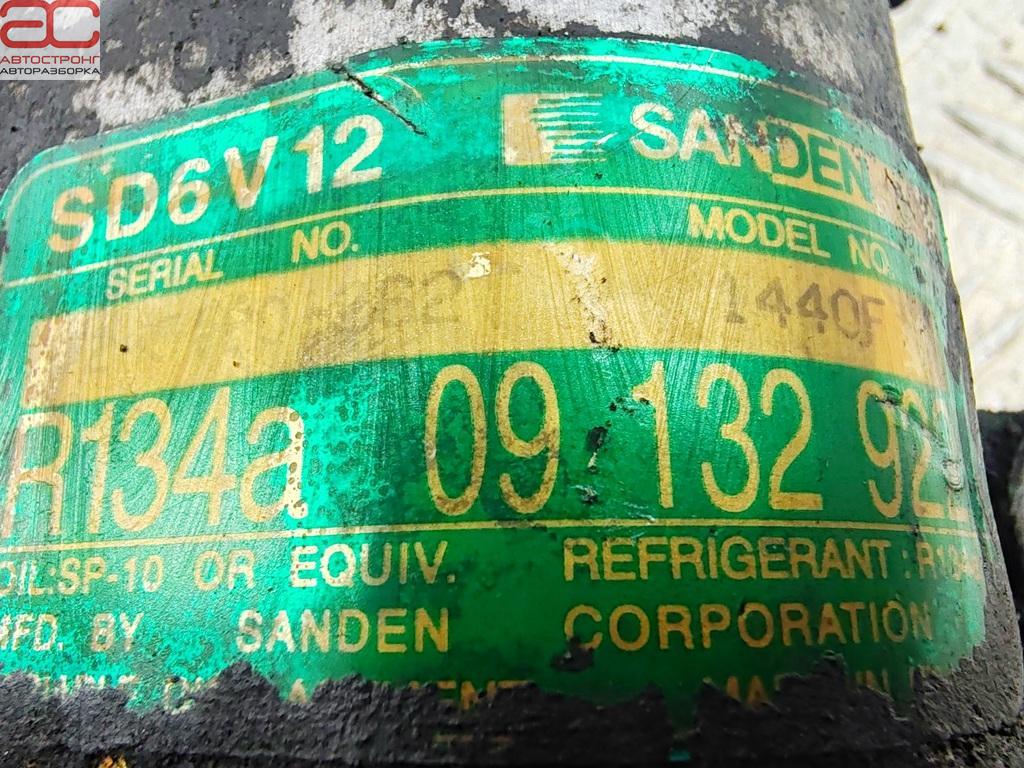 АС
АВТОСТРОНГ
АВТОРАЗБОРКА
SD6V12 SANDEN
SERIAL NO. MODEL NO.
1440F
R134a 09 132 922
OIL:SP-10 OR EQUIV. REFRIGERANT:
MFD. BY SANDEN CORPORATION